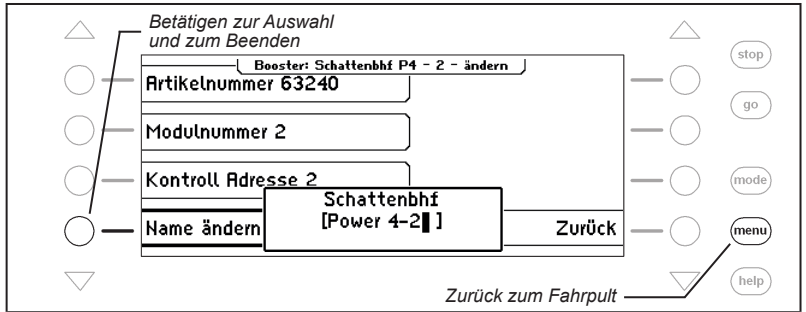 Betätigen zur Auswahl
und zum Beenden
Booster: Schattenbhf P4 - 2 - ändern
Artikelnummer 63240
Modulnummer 2
Kontroll Adresse 2
Schattenbhf
[Power 4-2 ]
Name ändern
Zurück
stop
go
mode
menu
help
Zurück zum Fahrpult